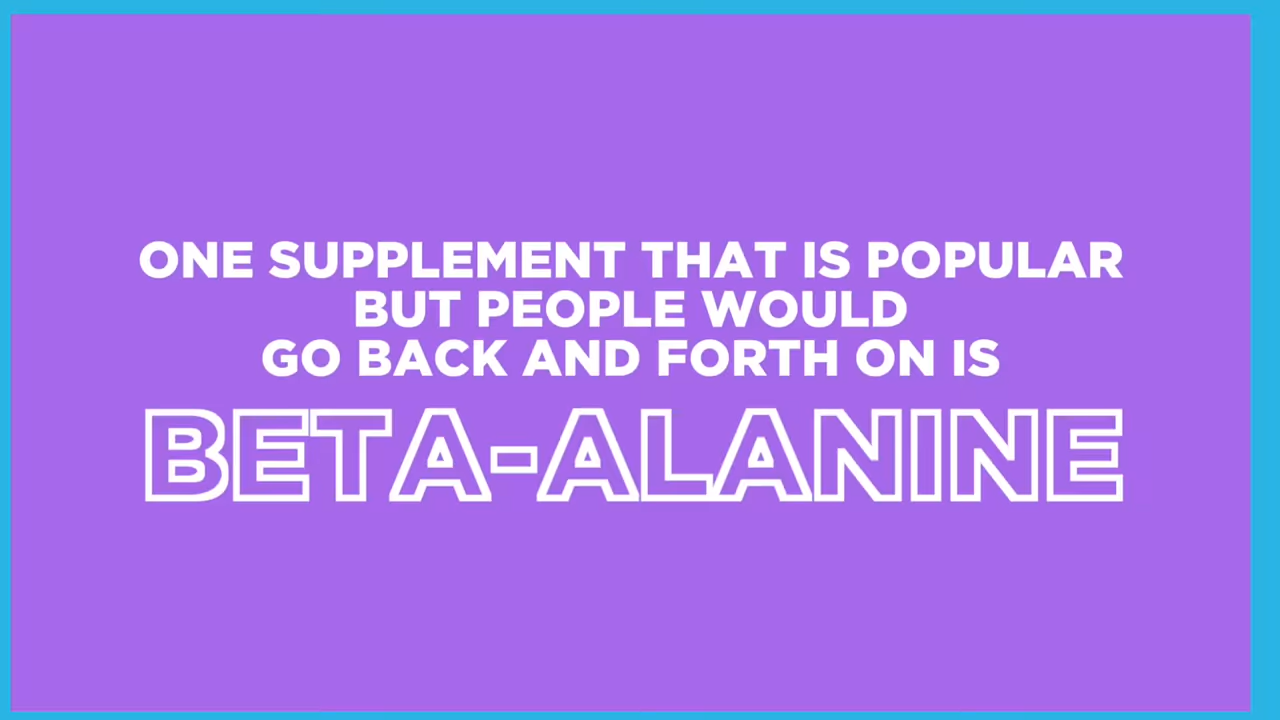 ONE SUPPLEMENT THAT IS POPULAR
BUT PEOPLE WOULD
GO BACK AND FORTH ON IS
BETA-ALANINE